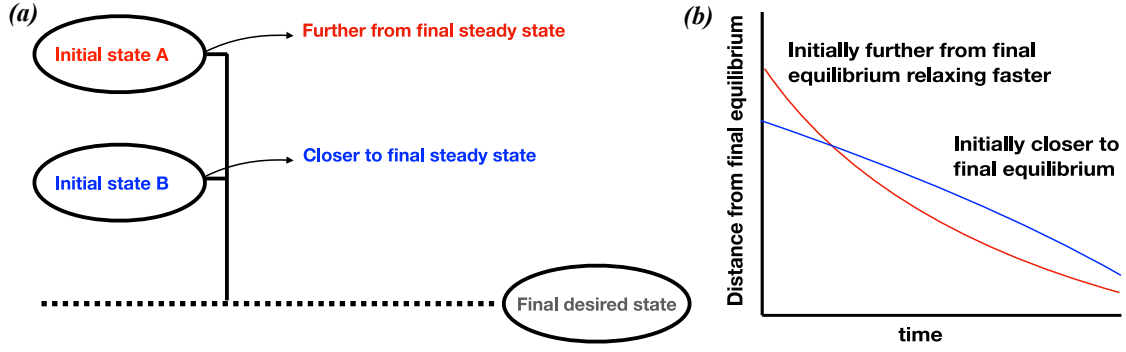 (a)
Initial state A
Further from final steady state
Initial state B
Closer to final steady state
Final desired state
(b)
Distance from final equilibrium
Initially further from final
equilibrium relaxing faster
Initially closer to
final equilibrium
time